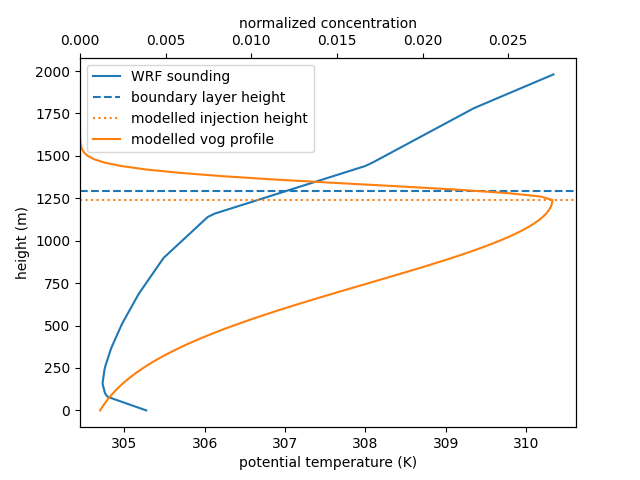 normalized concentration
0.000 0.005 0.010 0.015 0.020 0.025
WRF sounding
boundary layer height
modelled injection height
modelled vog profile
2000
1750
1500
1250
1000
750
500
250
0
height (m)
305 306 307 308 309 310
potential temperature (K)